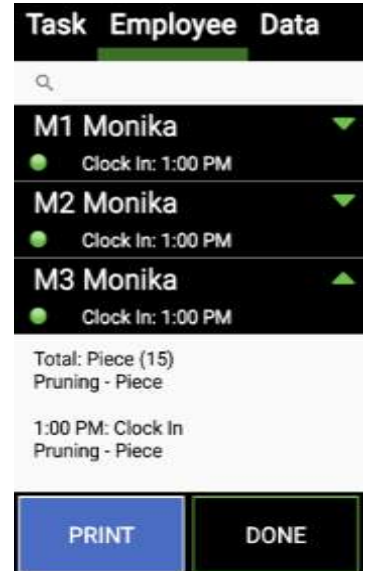 Task Employee Data
M1 Monika
Clock In: 1:00 PM
M2 Monika
Clock In: 1:00 PM
M3 Monika
Clock In: 1:00 PM
Total: Piece (15)
Pruning - Piece
1:00 PM: Clock In
Pruning - Piece
PRINT DONE